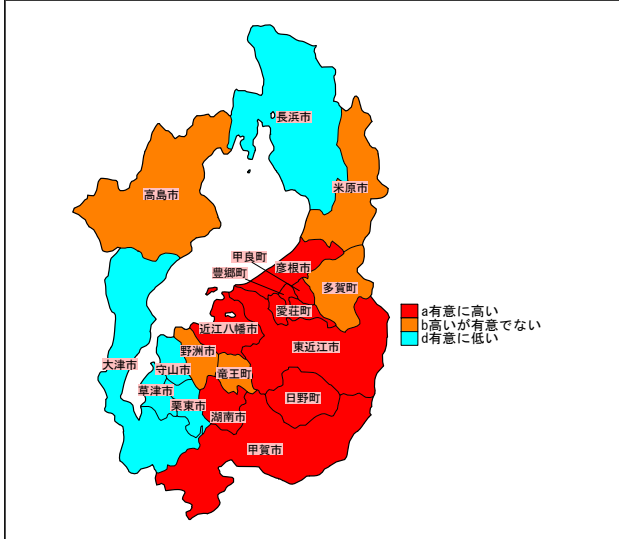 長浜市
米原市
高島市
甲良町
彦根市
豊郷町
多賀町
愛荘町
近江八幡市
東近江市
野洲市
大津市
守山市
竜王町
草津市
日野町
栗東市
湖南市
甲賀市
a有意に高い
b高いが有意でない
d有意に低い